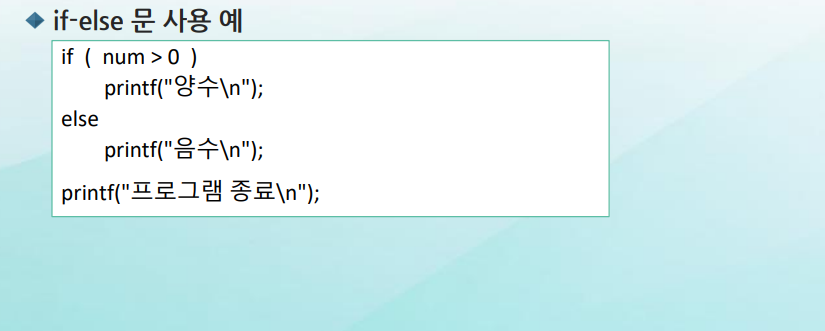 if-else 문 사용 예
if ( num > 0 )
printf("양수\n");
else
printf("음수\n");
printf("프로그램 종료\n");